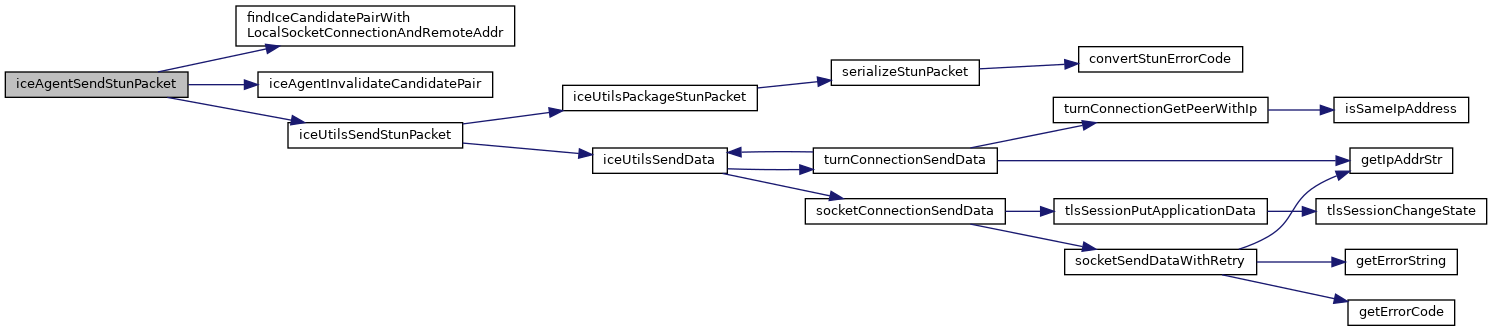 iceAgentSendStunPacket
findIceCandidatePairWith
LocalSocketConnectionAndRemoteAddr
iceAgentInvalidateCandidatePair
iceUtilsSendStunPacket
iceUtilsPackageStunPacket
serializeStunPacket
convertStunErrorCode
iceUtilsSendData
turnConnectionSendData
turnConnectionGetPeerWithIp
isSameIpAddress
getIpAddrStr
socketConnectionSendData
tlsSessionPutApplicationData
tlsSessionChangeState
socketSendDataWithRetry
getErrorString
getErrorCode